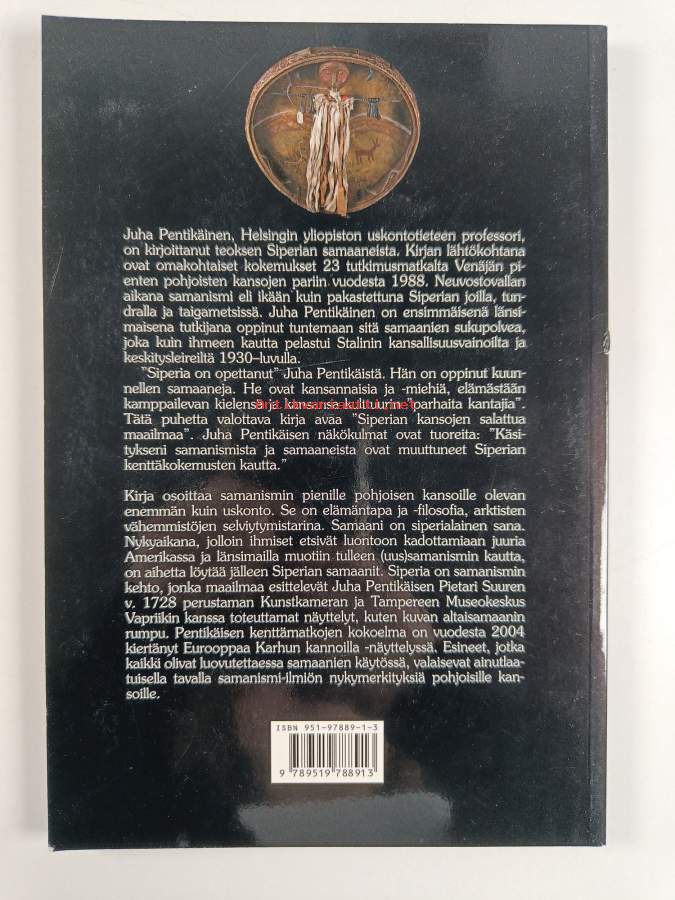 Juha Pentikäinen, Helsingin yliopiston uskontotieteen professori,
on kirjoittanut teoksen Siperian samaaneista. Kirjan lähtökohtana
ovat omakohtaiset kokemukset 23 tutkimusmatkalta Venäjän pi-
enten pohjoisten kansojen pariin vuodesta 1988. Neuvostovallan
aikana samanismi eli ikään kuin pakastettuna Siperian joilla, tun-
dralla ja taigametsissä. Juha Pentikäinen on ensimmäisenä länsi-
maisena tutkijana oppinut tuntemaan sitä samaanien sukupolvea,
joka kuin ihmeen kautta pelastui Stalinin kansallisuusvainoilta ja
keskitysleireiltä 1930–luvulla.
"Siperia on opettanut" Juha Pentikäistä. Hän on oppinut kuun-
nellen samaaneja. He ovat kansannaisia ja -miehiä, elämästään
kamppailevan kielensä ja kansansa kulttuurin "parhaita kantajia".
Tätä puhetta valottava kirja avaa "Siperian kansojen salattua
maailmaa". Juha Pentikäisen näkökulmat ovat tuoreita: "Käsi-
tykseni samanismista ja samaaneista ovat muuttuneet Siperian
kenttäkokemusten kautta."
Kirja osoittaa samanismin pienille pohjoisen kansoille olevan
enemmän kuin uskonto. Se on elämäntapa ja -filosofia, arktisten
vähemmistöjen selviytymistarina. Samaani on siperialainen sana.
Nykyaikana, jolloin ihmiset etsivät luontoon kadottamiaan juuria
Amerikassa ja länsimailla muotiin tulleen (uus)samanismin kautta,
on aihetta löytää jälleen Siperian samaanit. Siperia on samanismin
kehto, jonka maailmaa esittelevät Juha Pentikäisen Pietari Suuren
v. 1728 perustaman Kunstkameran ja Tampereen Museokeskus
Vapriikin kanssa toteuttamat näyttelyt, kuten kuvan altaisamaanin
rumpu. Pentikäisen kenttämatkojen kokoelma on vuodesta 2004
kiertänyt Eurooppaa Karhun kannoilla -näyttelyssä. Esineet, jotka
kaikki olivat luovutettaessa samaanien käytössä, valaisevat ainutlaa-
tuisella tavalla samanismi-ilmiön nykymerkityksiä pohjoisille kan-
soille.
ISBN 951-97889-1-3
9 789519 788913